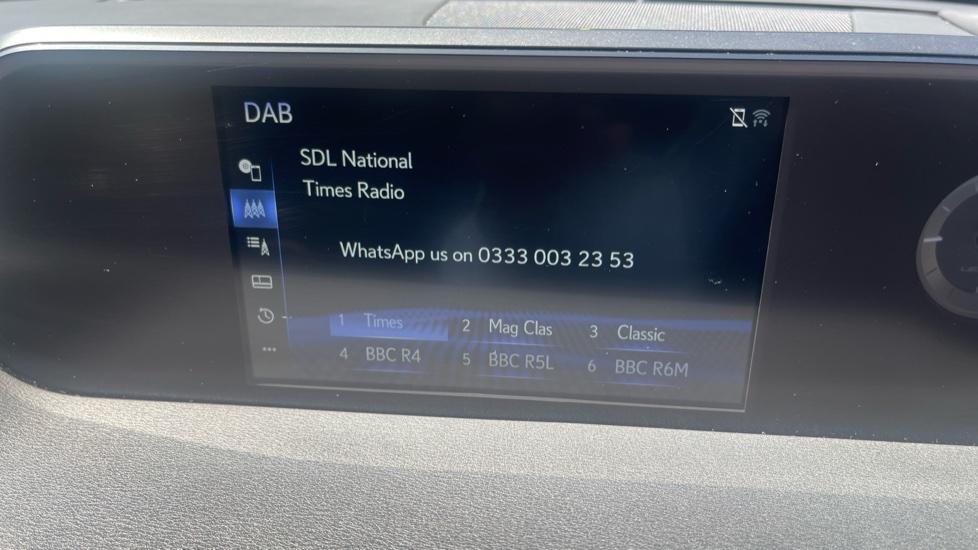 DAB
SDL National
Times Radio
WhatsApp us on 0333 003 23 53
1 Times 2 Mag Clas 3 Classic
4 BBC R4 5 BBC R5L 6 BBC R6M